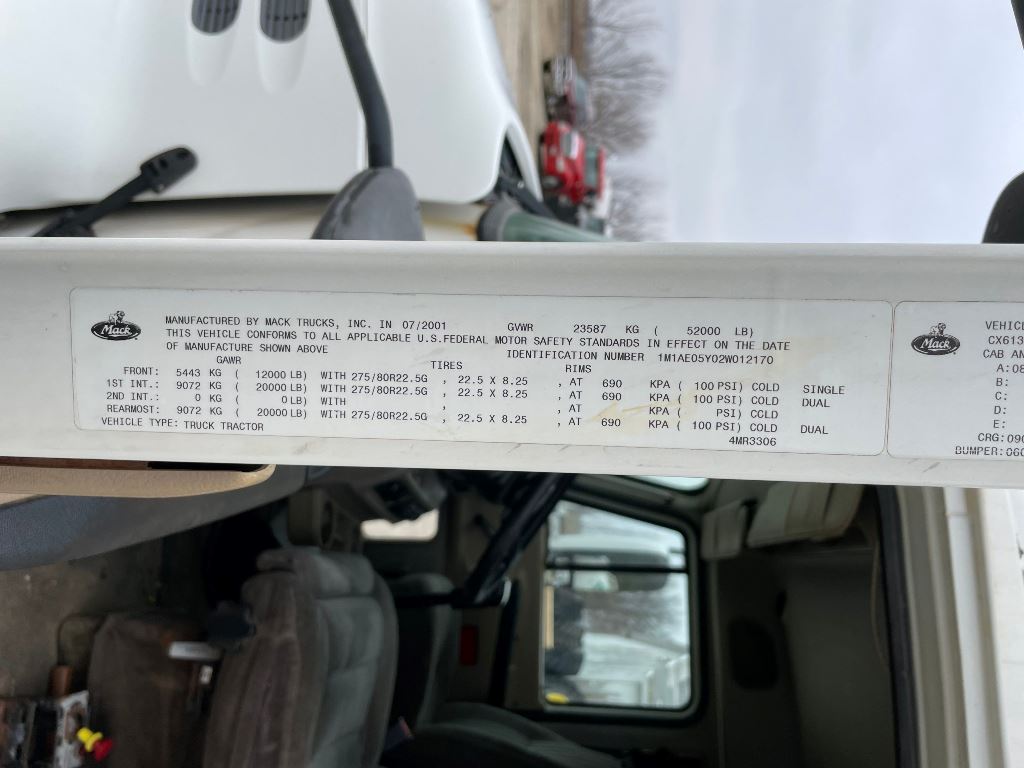 Mack
MANUFACTURED BY MACK TRUCKS, INC. IN 07/2001 GVWR 23587 KG ( 52000 LB)
THIS VEHICLE CONFORMS TO ALL APPLICABLE U.S.FEDERAL MOTOR SAFETY STANDARDS IN EFFECT ON THE DATE
OF MANUFACTURE SHOWN ABOVE IDENTIFICATION NUMBER 1M1AE05Y02W012170
GAWR TIRES RIMS
FRONT: 5443 KG ( 12000 LB) WITH 275/80R22.5G , 22.5 X 8.25 , AT 690 KPA ( 100 PSI) COLD SINGLE
1ST INT.: 9072 KG ( 20000 LB) WITH 275/80R22.5G , 22.5 X 8.25 , AT 690 KPA ( 100 PSI) COLD DUAL
2ND INT.: 0 KG ( 0 LB) WITH , , AT KPA ( PSI) COLD
REARMOST: 9072 KG ( 20000 LB) WITH 275/80R22.5G , 22.5 X 8.25 , AT 690 KPA ( 100 PSI) COLD DUAL
VEHICLE TYPE: TRUCK TRACTOR 4MR3306
Mack
VEHIC
CX613
CAB AN
A:08
B:
C:
D:
E:
CRG:090
BUMPER:060